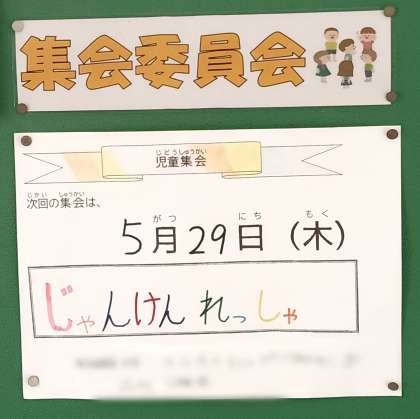 集会委員会
じどうしゅうかい
児童集会
じかい しゅうかい
次回の集会は、
がつ にち もく
5月29日（木）
じゃんけんれっしゃ